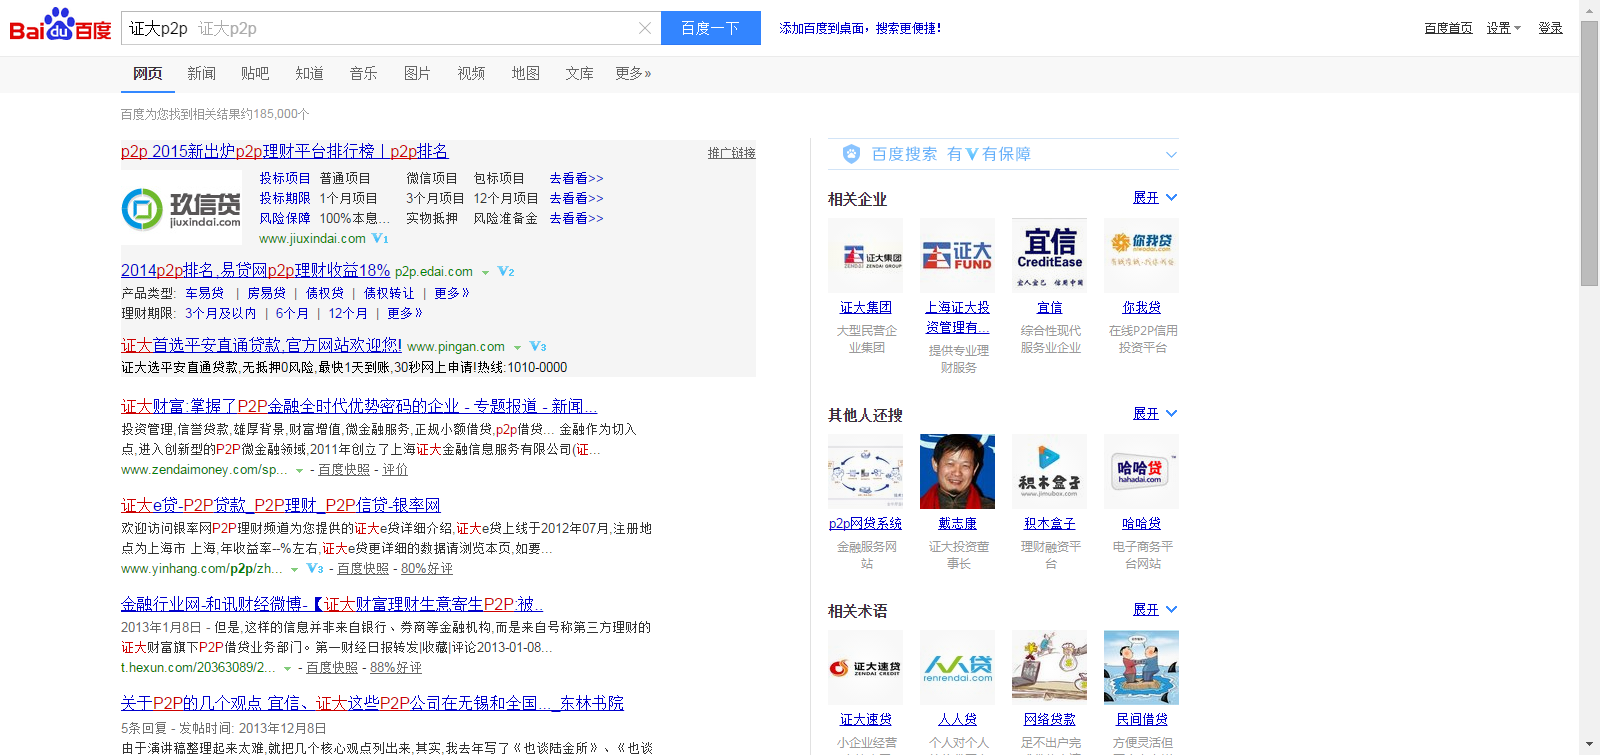 Bai du 百度
证大p2p 证大p2p
百度一下
添加百度到桌面，搜索更便捷！
百度首页 设置 登录
网页 新闻 贴吧 知道 音乐 图片 视频 地图 文库 更多»
百度为您找到相关结果约185,000个
p2p 2015新出炉p2p理财平台排行榜丨p2p排名
推广链接
玖信贷
jiuxindai.com
投标项目 普通项目 微信项目 包标项目 去看看>>
投标期限 1个月项目 3个月项目 12个月项目 去看看>>
风险保障 100%本息... 实物抵押 风险准备金 去看看>>
www.jiuxindai.com V1
2014p2p排名,易贷网p2p理财收益18% p2p.edai.com V2
产品类型: 车易贷 | 房易贷 | 债权贷 | 债权转让 | 更多»
理财期限: 3个月及以内 | 6个月 | 12个月 | 更多»
证大首选平安直通贷款,官方网站欢迎您! www.pingan.com V3
证大选平安直通贷款,无抵押0风险,最快1天到账,30秒网上申请!热线:1010-0000
证大财富:掌握了P2P金融全时代优势密码的企业 - 专题报道 - 新闻...
投资管理,信誉贷款,雄厚背景,财富增值,微金融服务,正规小额借贷,p2p借贷... 金融作为切入
点,进入创新型的P2P微金融领域,2011年创立了上海证大金融信息服务有限公司(证...
www.zendaimoney.com/sp... - 百度快照 - 评价
证大e贷-P2P贷款_P2P理财_P2P信贷-银率网
欢迎访问银率网P2P理财频道为您提供的证大e贷详细介绍,证大e贷上线于2012年07月,注册地
点为上海市 上海,年收益率--%左右,证大e贷更详细的数据请浏览本页,如要...
www.yinhang.com/p2p/zh... V3 - 百度快照 - 80%好评
金融行业网-和讯财经微博-【证大财富理财生意寄生P2P:被..
2013年1月8日 - 但是,这样的信息并非来自银行、券商等金融机构,而是来自号称第三方理财的
证大财富旗下P2P借贷业务部门。第一财经日报转发|收藏|评论2013-01-08...
t.hexun.com/20363089/2... - 百度快照 - 88%好评
关于P2P的几个观点 宜信、证大这些P2P公司在无锡和全国..._东林书院
5条回复 - 发帖时间: 2013年12月8日
由于演讲稿整理起来太难,就把几个核心观点列出来,其实,我去年写了《也谈陆金所》、《也谈
百度搜索 有V有保障
相关企业 展开
证大集团
ZENDAI GROUP
证大
FUND
宜信
CreditEase
你我贷
证大集团 上海证大投资管理有... 宜信 你我贷
大型民营企业集团 提供专业理财服务 综合性现代服务业企业 在线P2P信用投资平台
其他人还搜 展开
积木盒子
www.jimubox.com
哈哈贷
hahadai.com
p2p网贷系统 戴志康 积木盒子 哈哈贷
金融服务网站 证大投资董事长 理财融资平台 电子商务平台网站
相关术语 展开
证大速贷
ZENDAI CREDIT
人人贷
renrendai.com
证大速贷 人人贷 网络贷款 民间借贷
小企业经营 个人对个人 足不出户完 方便灵活但